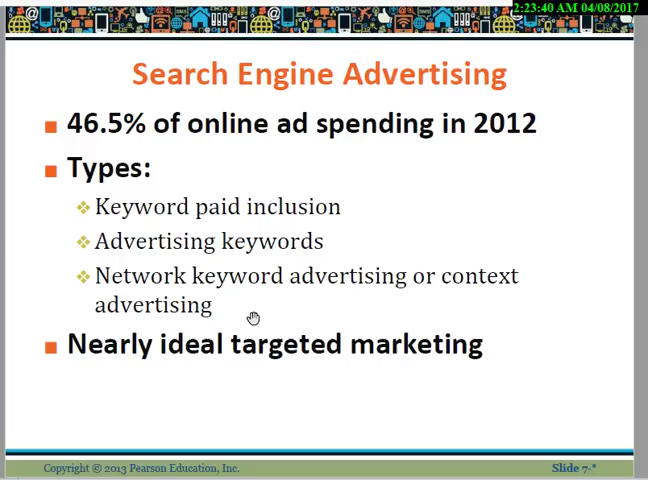 2:23:40 AM 04/08/2017
Search Engine Advertising
46.5% of online ad spending in 2012
Types:
Keyword paid inclusion
Advertising keywords
Network keyword advertising or context
advertising
Nearly ideal targeted marketing
Copyright © 2013 Pearson Education, Inc.
Slide 7-*